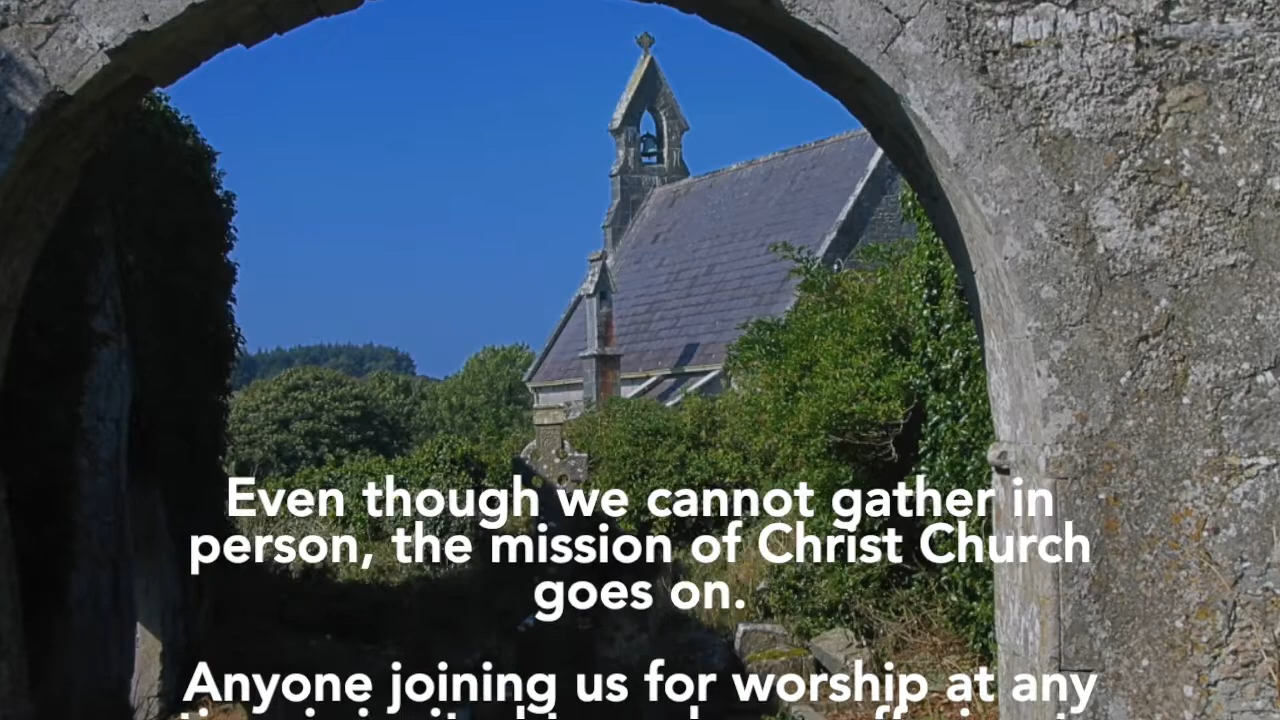 Even though we cannot gather in
person, the mission of Christ Church
goes on.
Anyone joining us for worship at any